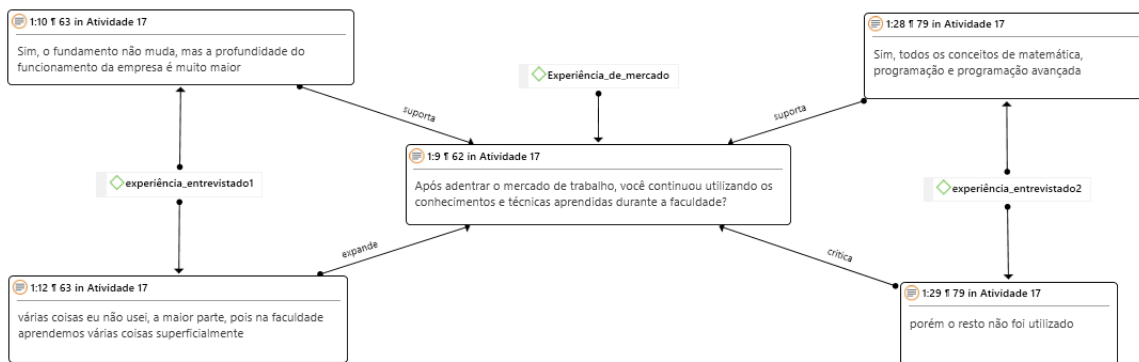 1:10 ¶ 63 in Atividade 17
Sim, o fundamento não muda, mas a profundidade do
funcionamento da empresa é muito maior
1:28 ¶ 79 in Atividade 17
Sim, todos os conceitos de matemática,
programação e programação avançada
Experiência_de_mercado
suporta
suporta
1:9 ¶ 62 in Atividade 17
Após adentrar o mercado de trabalho, você continuou utilizando os
conhecimentos e técnicas aprendidas durante a faculdade?
experiência_entrevistado1
experiência_entrevistado2
expande
critica
1:12 ¶ 63 in Atividade 17
várias coisas eu não usei, a maior parte, pois na faculdade
aprendemos várias coisas superficialmente
1:29 ¶ 79 in Atividade 17
porém o resto não foi utilizado